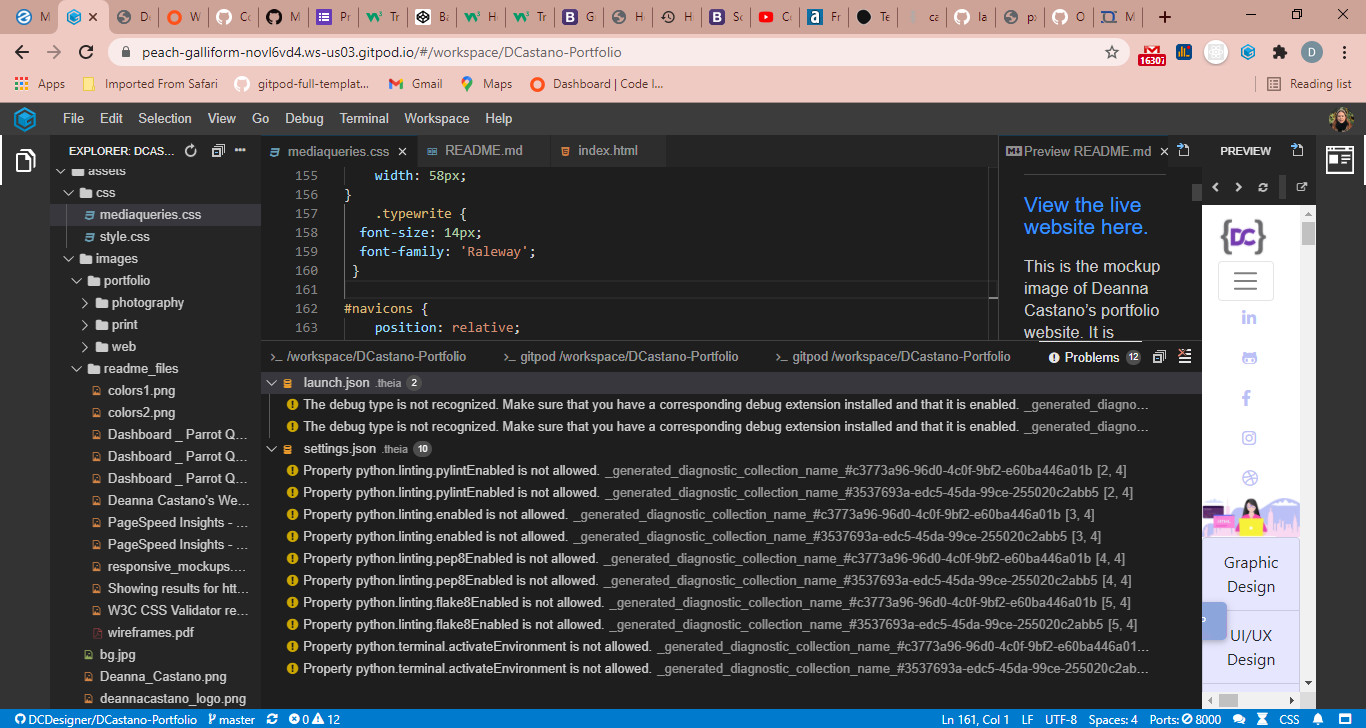 M
D
W
C
M
Pr
Tr
Ba
H
Tr
G
H
H
Sc
C
Fr
Te
ca
la
p
O
M
peach-galliform-novl6vd4.ws-us03.gitpod.io/#/workspace/DCastano-Portfolio
16307
D
Apps
Imported From Safari
gitpod-full-templat...
Gmail
Maps
Dashboard | Code I...
Reading list
File Edit Selection View Go Debug Terminal Workspace Help
EXPLORER: DCAS...
assets
css
mediaqueries.css
style.css
images
portfolio
photography
print
web
readme_files
colors1.png
colors2.png
Dashboard _ Parrot Q...
Dashboard _ Parrot Q...
Dashboard _ Parrot Q...
Deanna Castano's We...
PageSpeed Insights - ...
PageSpeed Insights - ...
responsive_mockups....
Showing results for htt...
W3C CSS Validator re...
wireframes.pdf
bg.jpg
Deanna_Castano.png
deannacastano_logo.png
mediaqueries.css
README.md
index.html
155 width: 58px;
156 }
157 .typewrite {
158 font-size: 14px;
159 font-family: 'Raleway';
160 }
161
162 #navicons {
163 position: relative;
Preview README.md
View the live
website here.
This is the mockup
image of Deanna
Castano's portfolio
website. It is
PREVIEW
{DC}
Graphic
Design
UI/UX
Design
>_ /workspace/DCastano-Portfolio
>_ gitpod /workspace/DCastano-Portfolio
>_ gitpod /workspace/DCastano-Portfolio
Problems 12
launch.json .theia 2
The debug type is not recognized. Make sure that you have a corresponding debug extension installed and that it is enabled. _generated_diagno...
The debug type is not recognized. Make sure that you have a corresponding debug extension installed and that it is enabled. _generated_diagno...
settings.json .theia 10
Property python.linting.pylintEnabled is not allowed. _generated_diagnostic_collection_name_#c3773a96-96d0-4c0f-9bf2-e60ba446a01b [2, 4]
Property python.linting.pylintEnabled is not allowed. _generated_diagnostic_collection_name_#3537693a-edc5-45da-99ce-255020c2abb5 [2, 4]
Property python.linting.enabled is not allowed. _generated_diagnostic_collection_name_#c3773a96-96d0-4c0f-9bf2-e60ba446a01b [3, 4]
Property python.linting.enabled is not allowed. _generated_diagnostic_collection_name_#3537693a-edc5-45da-99ce-255020c2abb5 [3, 4]
Property python.linting.pep8Enabled is not allowed. _generated_diagnostic_collection_name_#c3773a96-96d0-4c0f-9bf2-e60ba446a01b [4, 4]
Property python.linting.pep8Enabled is not allowed. _generated_diagnostic_collection_name_#3537693a-edc5-45da-99ce-255020c2abb5 [4, 4]
Property python.linting.flake8Enabled is not allowed. _generated_diagnostic_collection_name_#c3773a96-96d0-4c0f-9bf2-e60ba446a01b [5, 4]
Property python.linting.flake8Enabled is not allowed. _generated_diagnostic_collection_name_#3537693a-edc5-45da-99ce-255020c2abb5 [5, 4]
Property python.terminal.activateEnvironment is not allowed. _generated_diagnostic_collection_name_#c3773a96-96d0-4c0f-9bf2-e60ba446a01...
Property python.terminal.activateEnvironment is not allowed. _generated_diagnostic_collection_name_#3537693a-edc5-45da-99ce-255020c2ab...
DCDesigner/DCastano-Portfolio master 0 12
Ln 161, Col 1 LF UTF-8 Spaces: 4 Ports: 8000 CSS